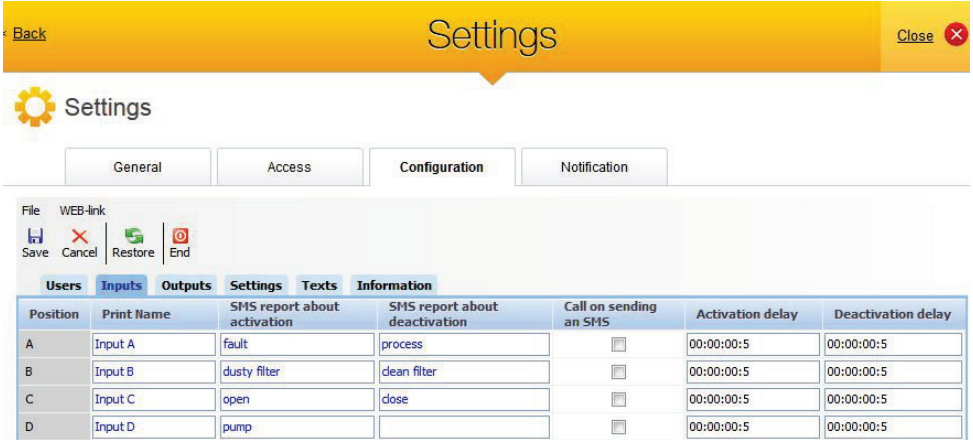 Back Settings Close
Settings
General Access Configuration Notification
File WEB-link
Save Cancel Restore End
Users Inputs Outputs Settings Texts Information
Position Print Name SMS report about activation SMS report about deactivation Call on sending an SMS Activation delay Deactivation delay
A Input A fault process 00:00:00:5 00:00:00:5
B Input B dusty filter clean filter 00:00:00:5 00:00:00:5
C Input C open close 00:00:00:5 00:00:00:5
D Input D pump 00:00:00:5 00:00:00:5